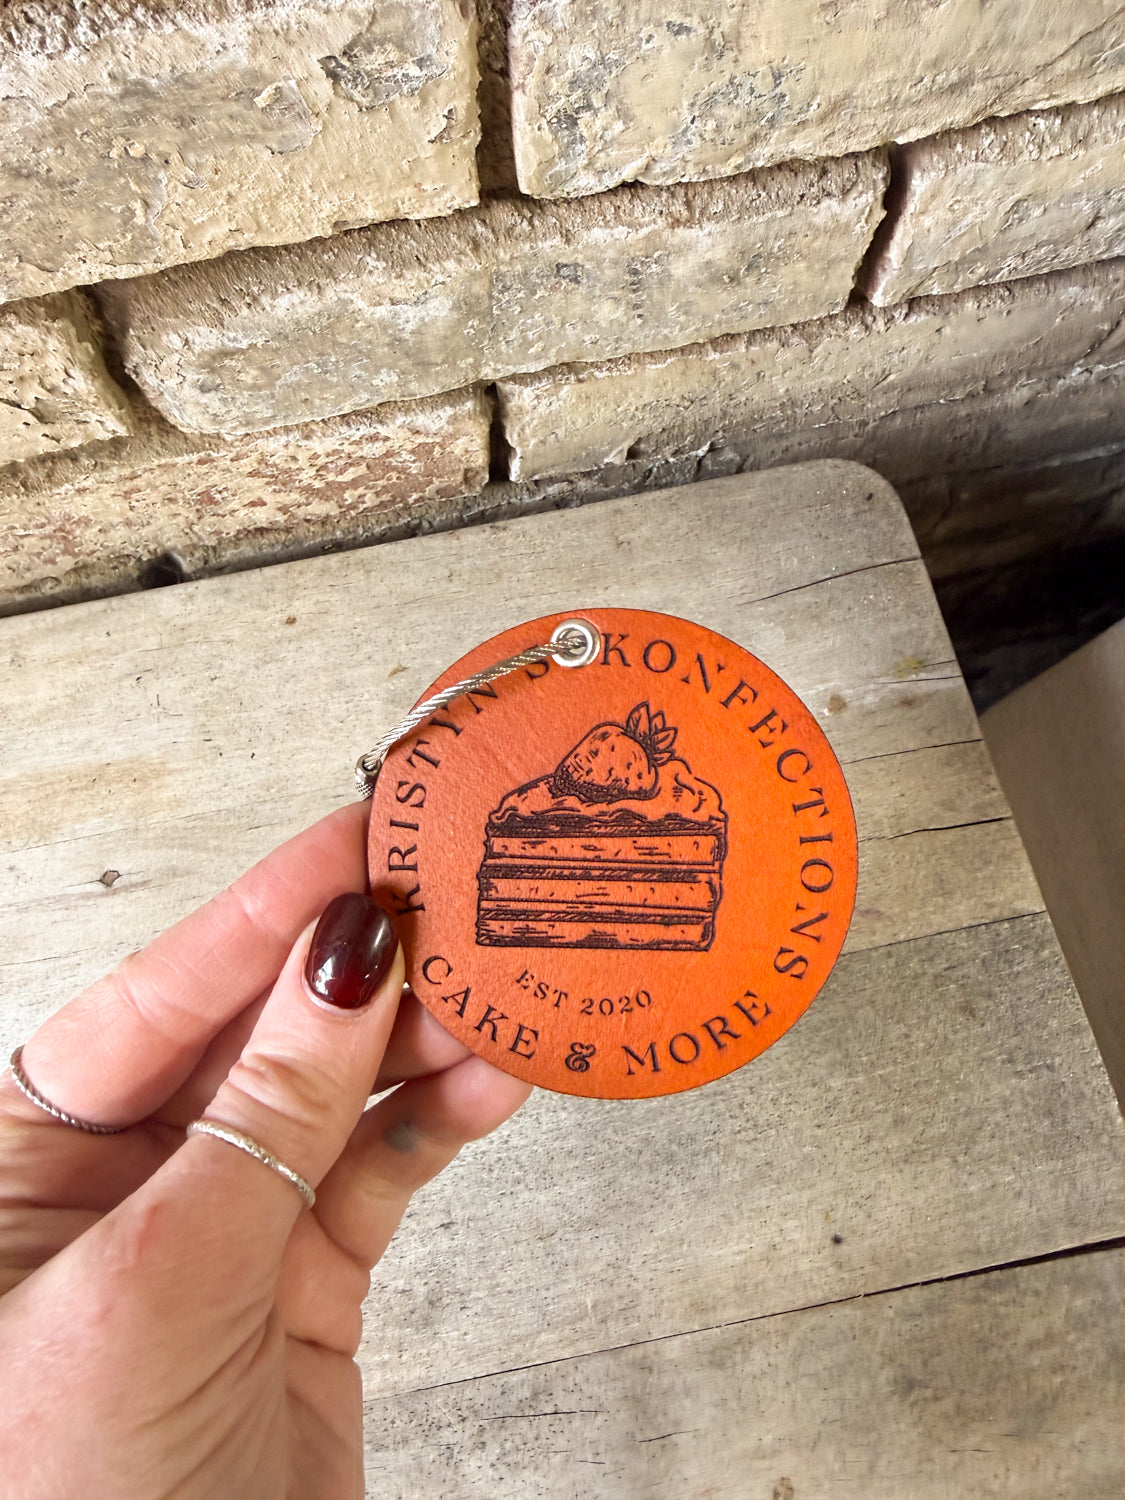 KRISTYN'S KONFECTIONS
EST 2020
CAKE & MORE